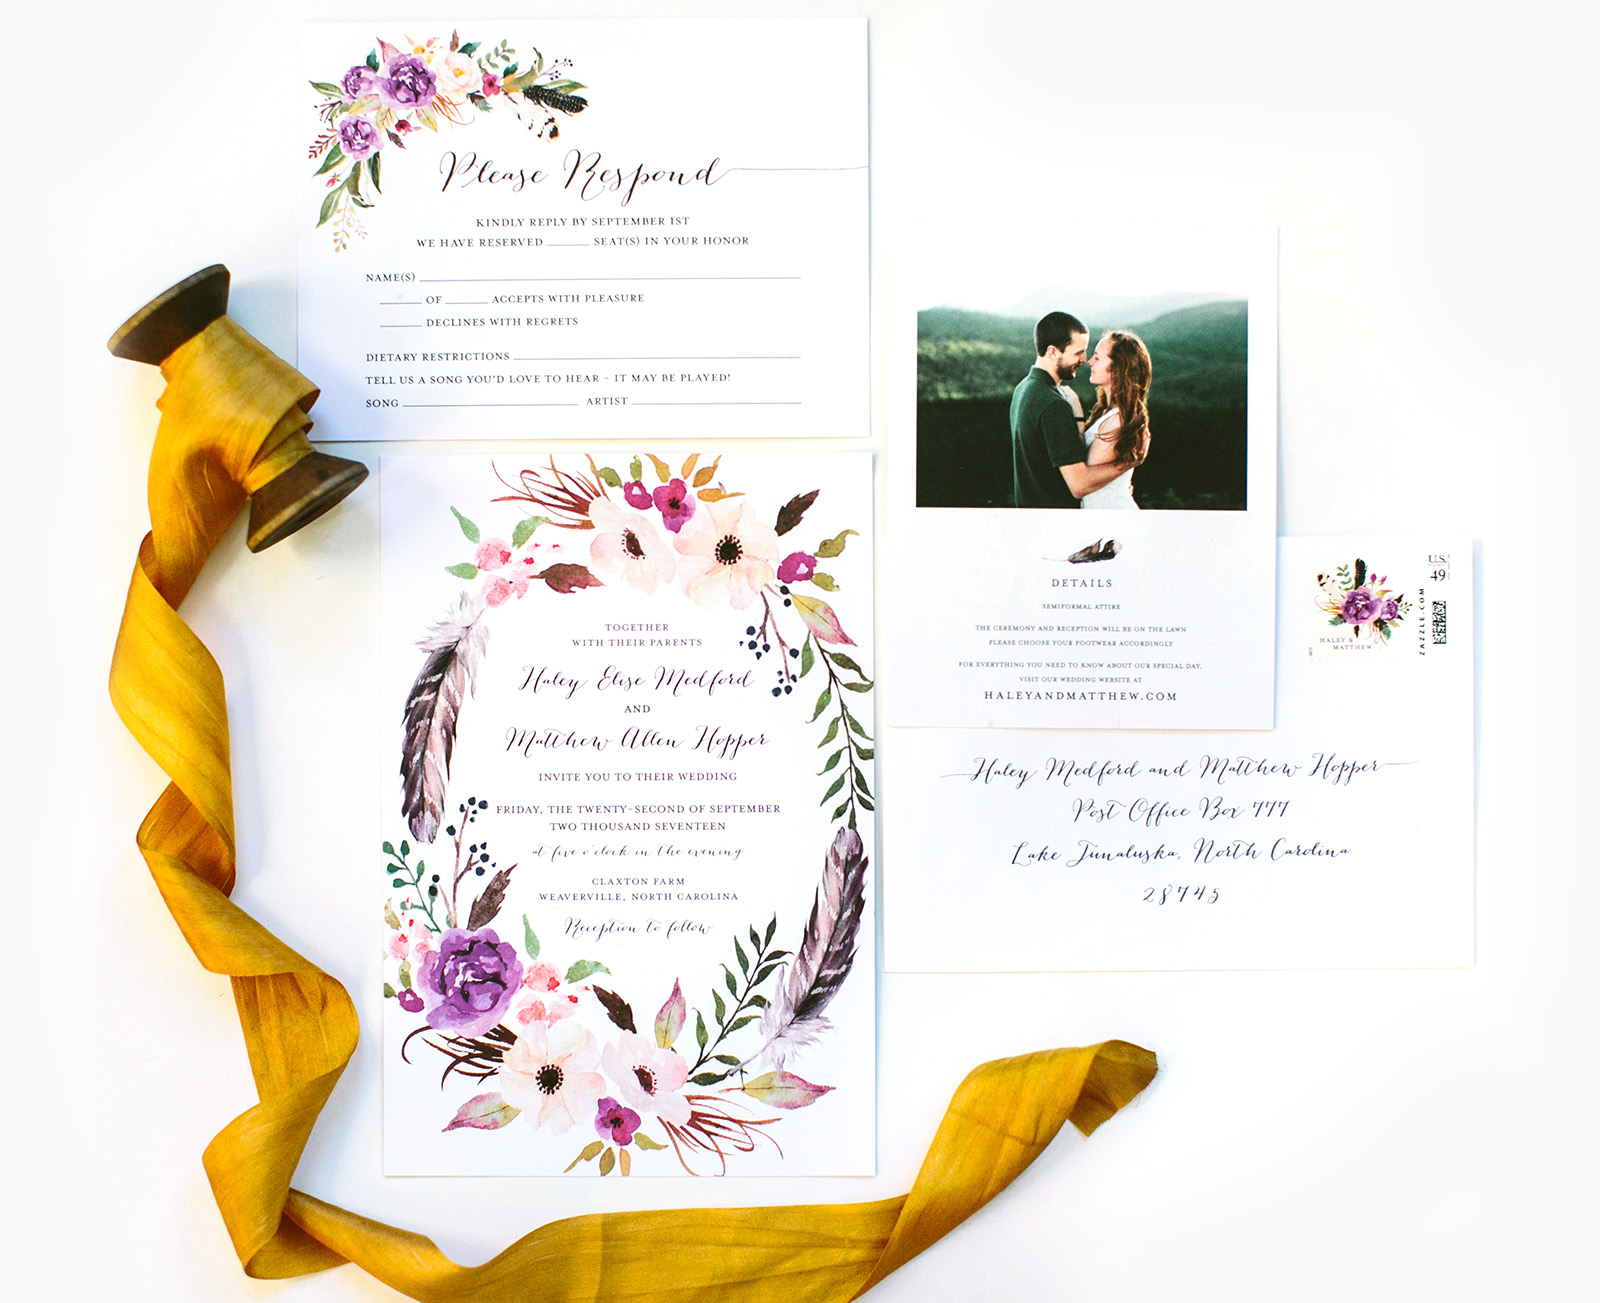 Please Respond
KINDLY REPLY BY SEPTEMBER 1ST
WE HAVE RESERVED ______ SEAT(S) IN YOUR HONOR
NAME(S)
______ OF ______ ACCEPTS WITH PLEASURE
______ DECLINES WITH REGRETS
DIETARY RESTRICTIONS
TELL US A SONG YOU'D LOVE TO HEAR – IT MAY BE PLAYED!
SONG ______ ARTIST ______
TOGETHER
WITH THEIR PARENTS
Haley Elise Medford
AND
Matthew Allen Hopper
INVITE YOU TO THEIR WEDDING
FRIDAY, THE TWENTY-SECOND OF SEPTEMBER
TWO THOUSAND SEVENTEEN
at five o'clock in the evening
CLAXTON FARM
WEAVERVILLE, NORTH CAROLINA
Reception to follow
DETAILS
SEMIFORMAL ATTIRE
THE CEREMONY AND RECEPTION WILL BE ON THE LAWN
PLEASE CHOOSE YOUR FOOTWEAR ACCORDINGLY
FOR EVERYTHING YOU NEED TO KNOW ABOUT OUR SPECIAL DAY,
VISIT OUR WEDDING WEBSITE AT
HALEYANDMATTHEW.COM
HALEY &
MATTHEW
U.S.
49
ZAZZLE.COM
Haley Medford and Matthew Hopper
Post Office Box 777
Lake Junaluska, North Carolina
28745